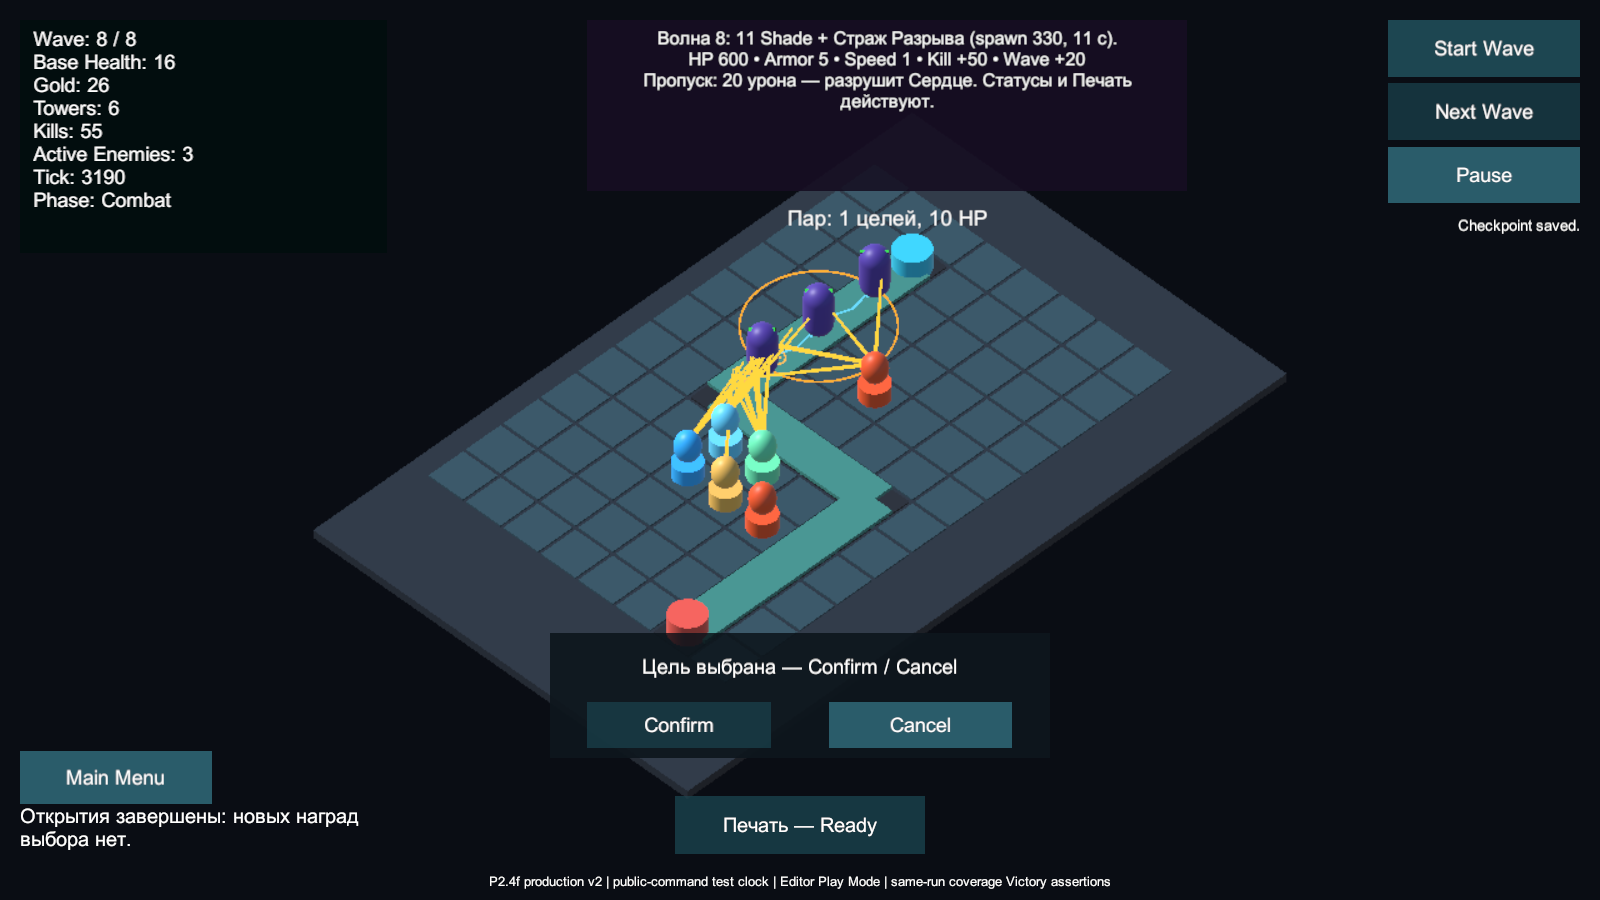 Wave: 8 / 8
Base Health: 16
Gold: 26
Towers: 6
Kills: 55
Active Enemies: 3
Tick: 3190
Phase: Combat
Волна 8: 11 Shade + Страж Разрыва (spawn 330, 11 с).
HP 600 • Armor 5 • Speed 1 • Kill +50 • Wave +20
Пропуск: 20 урона — разрушит Сердце. Статусы и Печать
действуют.
Start Wave
Next Wave
Pause
Checkpoint saved.
Пар: 1 целей, 10 HP
Цель выбрана — Confirm / Cancel
Confirm
Cancel
Main Menu
Открытия завершены: новых наград
выбора нет.
Печать — Ready
P2.4f production v2 | public-command test clock | Editor Play Mode | same-run coverage Victory assertions